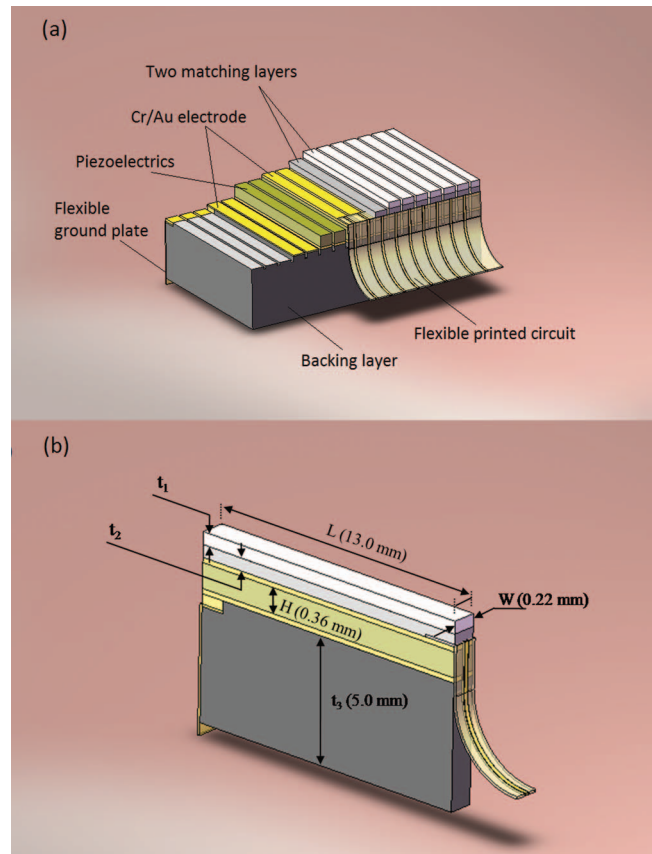 (a)
Two matching layers
Cr/Au electrode
Piezoelectrics
Flexible
ground plate
Flexible printed circuit
Backing layer
(b)
t₁
t₂
L (13.0 mm)
W (0.22 mm)
H (0.36 mm)
t₃ (5.0 mm)